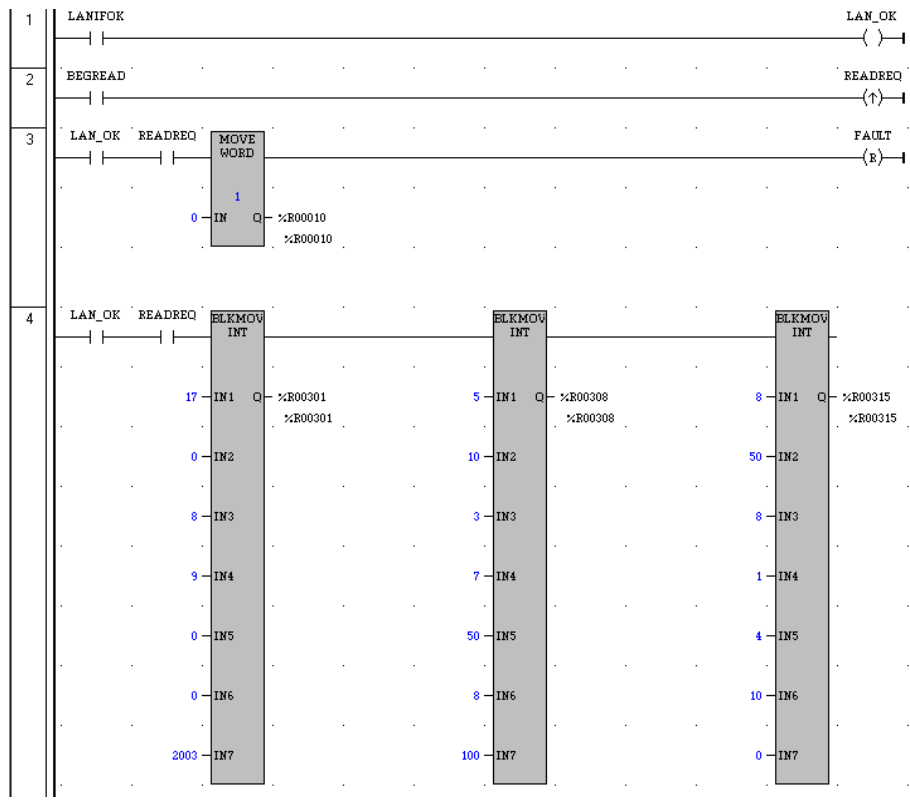 1 LANIFOK LAN_OK
2 BEGREAD READREQ
(↑)
3 LAN_OK READREQ MOVE FAULT
WORD (R)
1
0 IN Q %R00010
%R00010
4 LAN_OK READREQ BLKMOV BLKMOV BLKMOV
INT INT INT
17 IN1 Q %R00301 5 IN1 Q %R00308 8 IN1 Q %R00315
%R00301 %R00308 %R00315
0 IN2 10 IN2 50 IN2
8 IN3 3 IN3 8 IN3
9 IN4 7 IN4 1 IN4
0 IN5 50 IN5 4 IN5
0 IN6 8 IN6 10 IN6
2003 IN7 100 IN7 0 IN7